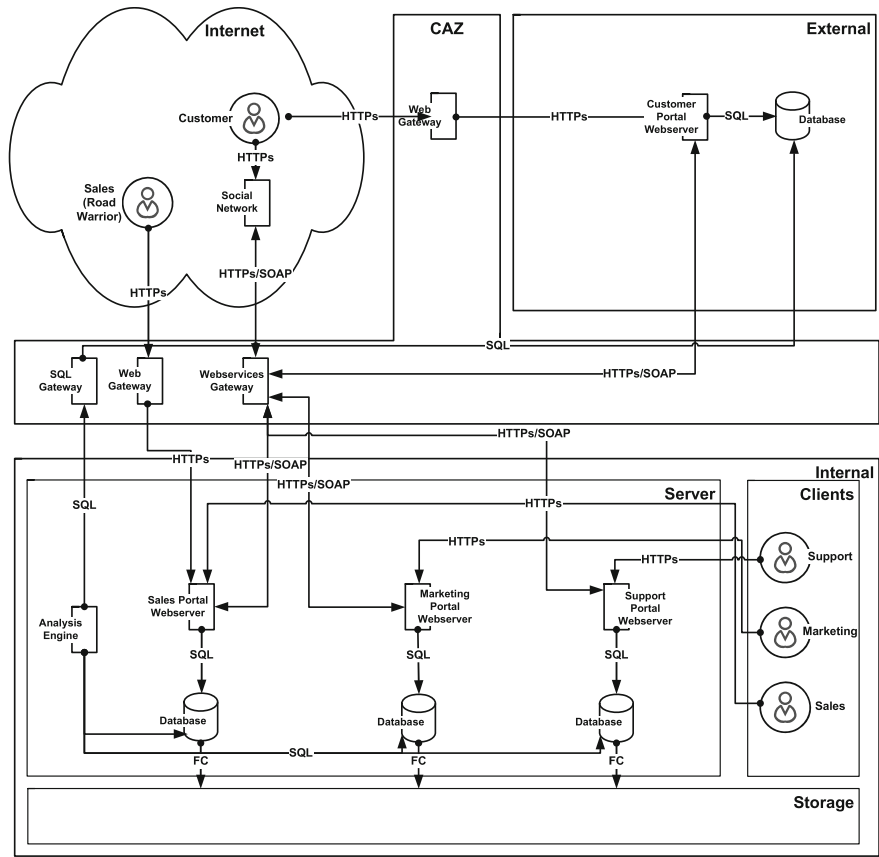 Internet
CAZ
External
Customer
HTTPs
Web
Gateway
HTTPs
Customer
Portal
Webserver
SQL
Database
HTTPs
Sales
(Road
Warrior)
Social
Network
HTTPs/SOAP
HTTPs
SQL
SQL
Gateway
Web
Gateway
Webservices
Gateway
HTTPs/SOAP
HTTPs/SOAP
HTTPs
HTTPs/SOAP
Internal
HTTPs/SOAP
Server
Clients
SQL
HTTPs
HTTPs
HTTPs
Support
Sales Portal
Webserver
Marketing
Portal
Webserver
Support
Portal
Webserver
Analysis
Engine
Marketing
SQL
SQL
SQL
Sales
Database
Database
Database
SQL
FC
FC
FC
Storage